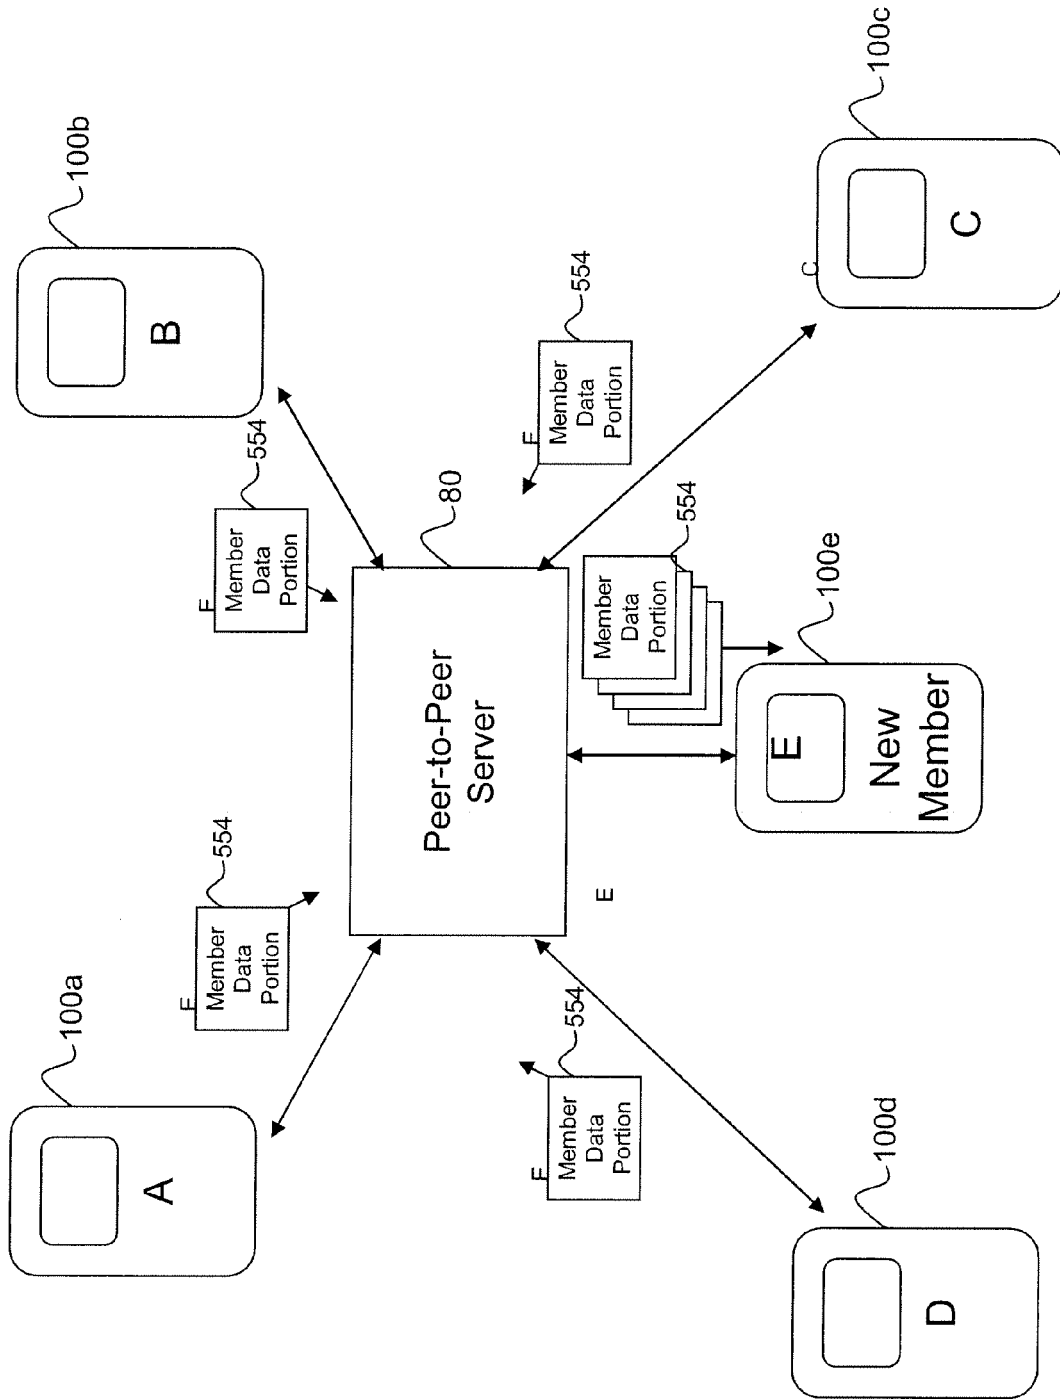 100a
100b
A
B
554
554
Member
Data
Portion
Member
Data
Portion
80
Peer-to-Peer
Server
554
554
Member
Data
Portion
Member
Data
Portion
E
554
Member
Data
Portion
100e
E
New
Member
100d
100c
C
D
C